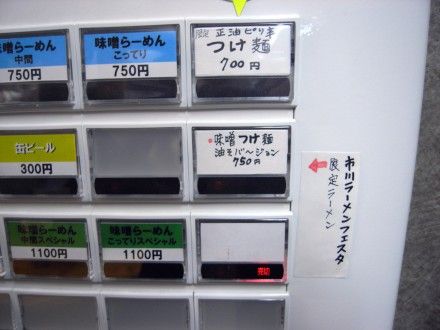 味噌らーめん
中間
750円
味噌らーめん
こってり
750円
限定 正油ピリ辛
つけ麺
700円
缶ビール
300円
味噌つけ麺
油そバ〜ジョン
750円
味噌らーめん
中間スペシャル
1100円
味噌らーめん
こってりスペシャル
1100円
売切
市川ラーメンフェスタ
限定ラーメン